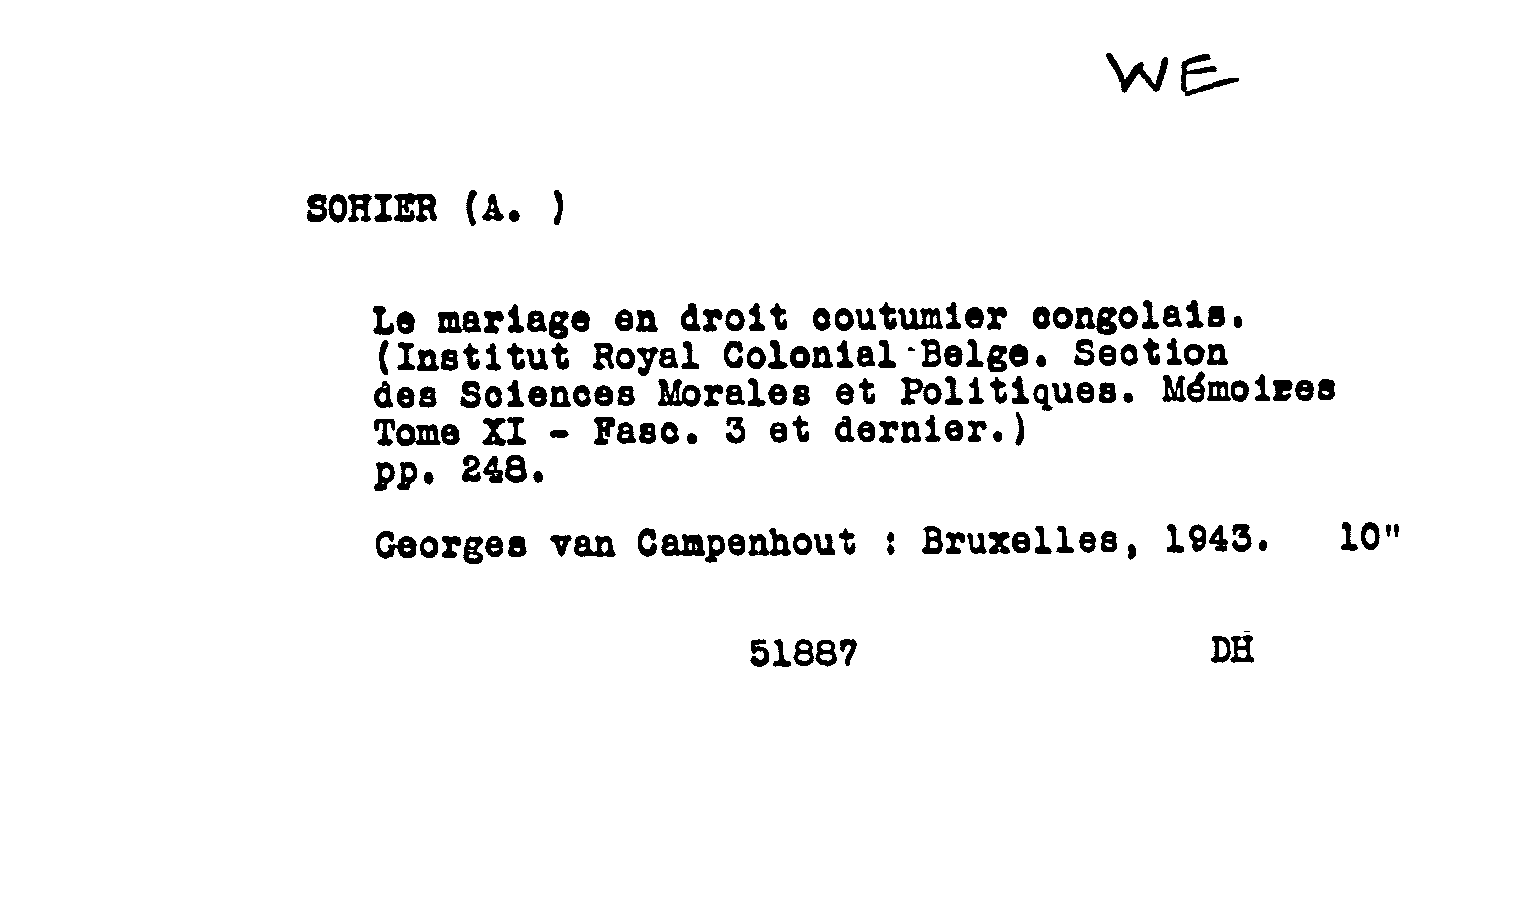 WE
SOHIER (A. )
Le mariage en droit coutumier congolais.
(Institut Royal Colonial Belge. Section
des Sciences Morales et Politiques. Mémoires
Tome XI - Fasc. 3 et dernier.)
pp. 248.
Georges van Campenhout : Bruxelles, 1943. 10"
51887 DH